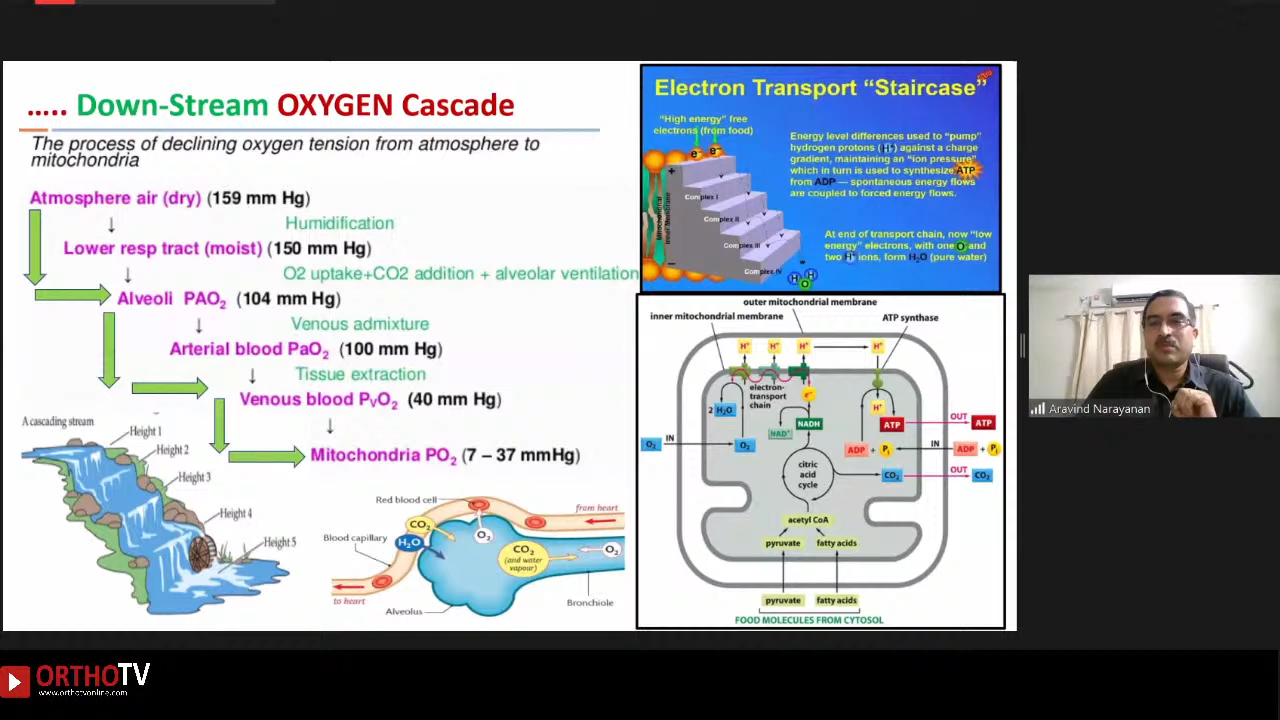 ..... Down-Stream OXYGEN Cascade
The process of declining oxygen tension from atmosphere to
mitochondria
Atmosphere air (dry) (159 mm Hg)
↓ Humidification
Lower resp tract (moist) (150 mm Hg)
↓ O2 uptake+CO2 addition + alveolar ventilation
Alveoli PAO₂ (104 mm Hg)
↓ Venous admixture
Arterial blood PaO₂ (100 mm Hg)
↓ Tissue extraction
Venous blood PᵥO₂ (40 mm Hg)
↓
Mitochondria PO₂ (7 – 37 mmHg)
A cascading stream
Height 1
Height 2
Height 3
Height 4
Height 5
Red blood cell
from heart
CO₂
Blood capillary
H₂O
O₂
CO₂
(and water
vapour)
O₂
to heart
Alveolus
Bronchiole
Electron Transport “Staircase”
“High energy” free
electrons (from food)
e⁻ e⁻
+
Complex I
Complex II
Complex III
Complex IV
Mitochondrial
Inner Membrane
−
Energy level differences used to “pump”
hydrogen protons (H⁺) against a charge
gradient, maintaining an “ion pressure”
which in turn is used to synthesize ATP
from ADP — spontaneous energy flows
are coupled to forced energy flows.
At end of transport chain, now “low
energy” electrons, with one O and
two H⁺ ions, form H₂O (pure water)
H H
O
outer mitochondrial membrane
inner mitochondrial membrane
ATP synthase
H⁺ H⁺ H⁺ H⁺
electron-
transport
chain
e⁻
2 H₂O
H⁺
NADH
NAD⁺
ATP
OUT
ATP
O₂
IN
O₂
ADP + Pᵢ
IN
ADP + Pᵢ
citric
acid
cycle
CO₂
OUT
CO₂
acetyl CoA
pyruvate
fatty acids
pyruvate
fatty acids
FOOD MOLECULES FROM CYTOSOL
Aravind Narayanan
ORTHOTV
www.orthotvonline.com